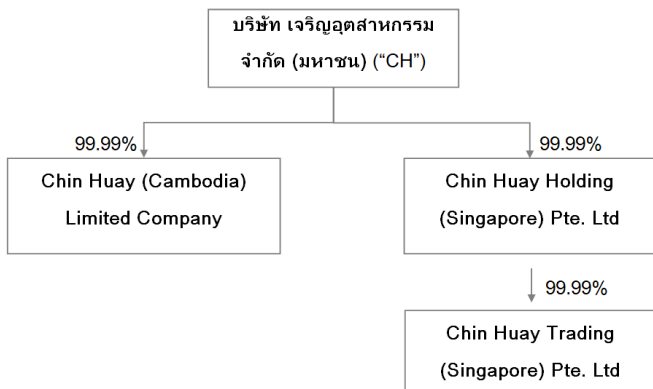 บริษัท เจริญอุตสาหกรรม
จำกัด (มหาชน) (“CH”)
99.99%
99.99%
Chin Huay (Cambodia)
Limited Company
Chin Huay Holding
(Singapore) Pte. Ltd
99.99%
Chin Huay Trading
(Singapore) Pte. Ltd